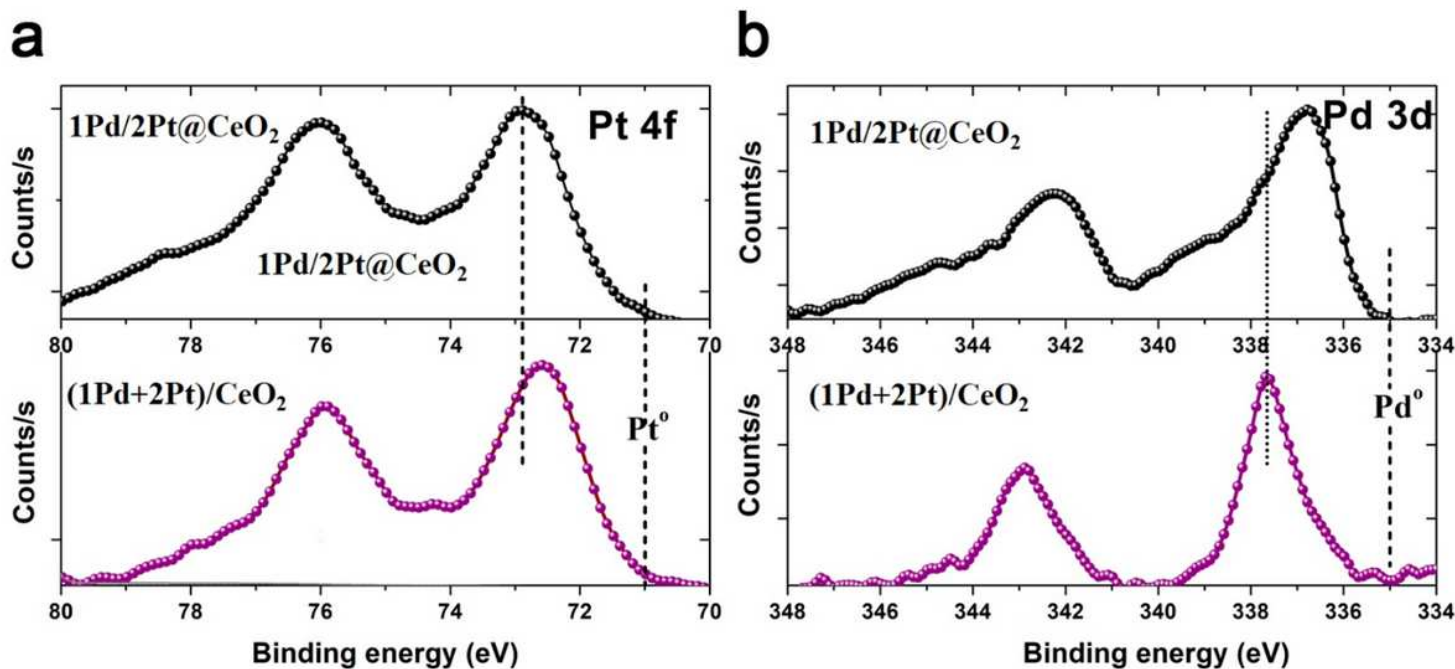 a
1Pd/2Pt@CeO₂
Pt 4f
1Pd/2Pt@CeO₂
Counts/s
80 78 76 74 72 70
(1Pd+2Pt)/CeO₂
Pt°
Counts/s
80 78 76 74 72 70
Binding energy (eV)
b
1Pd/2Pt@CeO₂
Pd 3d
Counts/s
348 346 344 342 340 338 336 334
(1Pd+2Pt)/CeO₂
Pd°
Counts/s
348 346 344 342 340 338 336 334
Binding energy (eV)